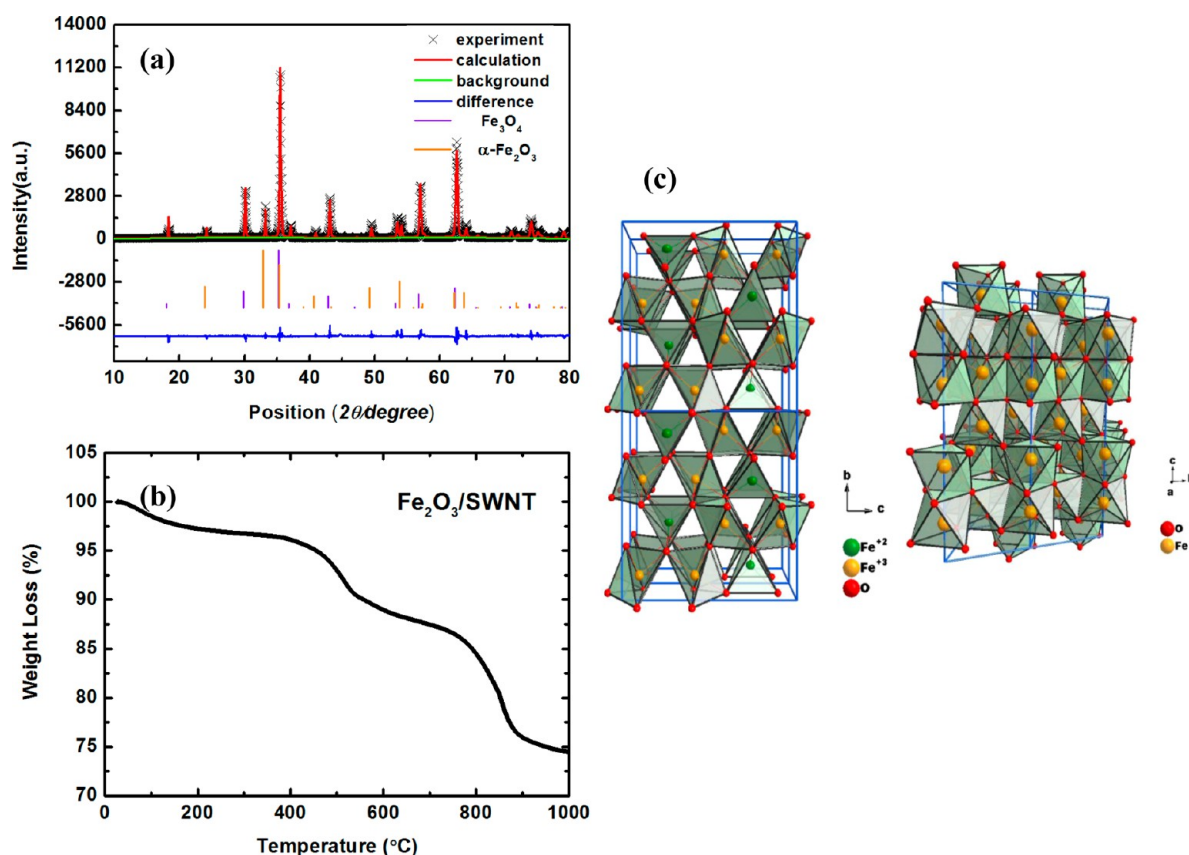 (a)
Intensity(a.u.)
14000
11200
8400
5600
2800
0
-2800
-5600
experiment
calculation
background
difference
Fe₃O₄
α-Fe₂O₃
10 20 30 40 50 60 70 80
Position (2θ/degree)
(b)
Fe₂O₃/SWNT
Weight Loss (%)
105
100
95
90
85
80
75
70
0 200 400 600 800 1000
Temperature (°C)
(c)
b
c
Fe⁺²
Fe⁺³
O
c
a
O
Fe